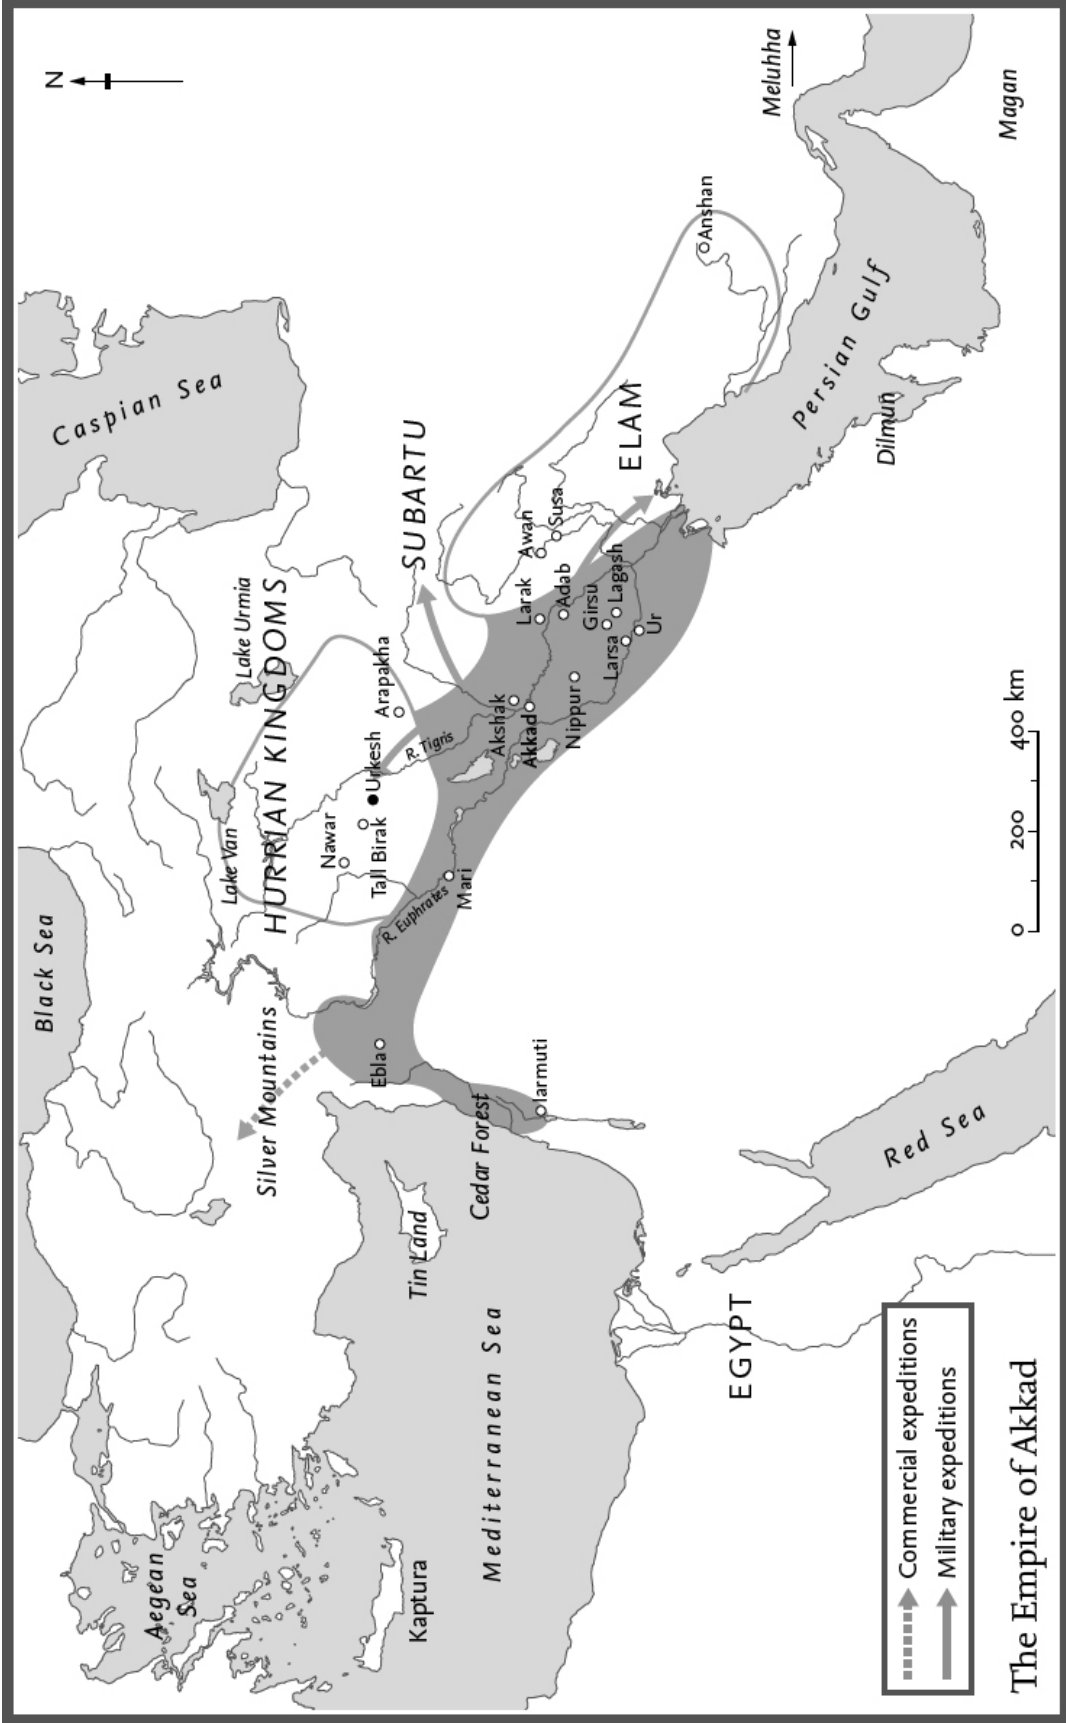 N
Black Sea
Caspian Sea
Aegean
Sea
Lake Van
Lake Urmia
HURRIAN KINGDOMS
Silver Mountains
SUBARTU
Nawar
Tall Birak
Urkesh
Arapakha
R. Tigris
R. Euphrates
Ebla
Mari
Tin Land
Kaptura
Cedar Forest
Iarmuti
Mediterranean Sea
Akshak
Akkad
Nippur
Larak
Adab
Awan
Susa
Girsu
Lagash
Larsa
Ur
ELAM
Anshan
Meluhha
Persian Gulf
Dilmun
Magan
EGYPT
Red Sea
Commercial expeditions
Military expeditions
0 200 400 km
The Empire of Akkad